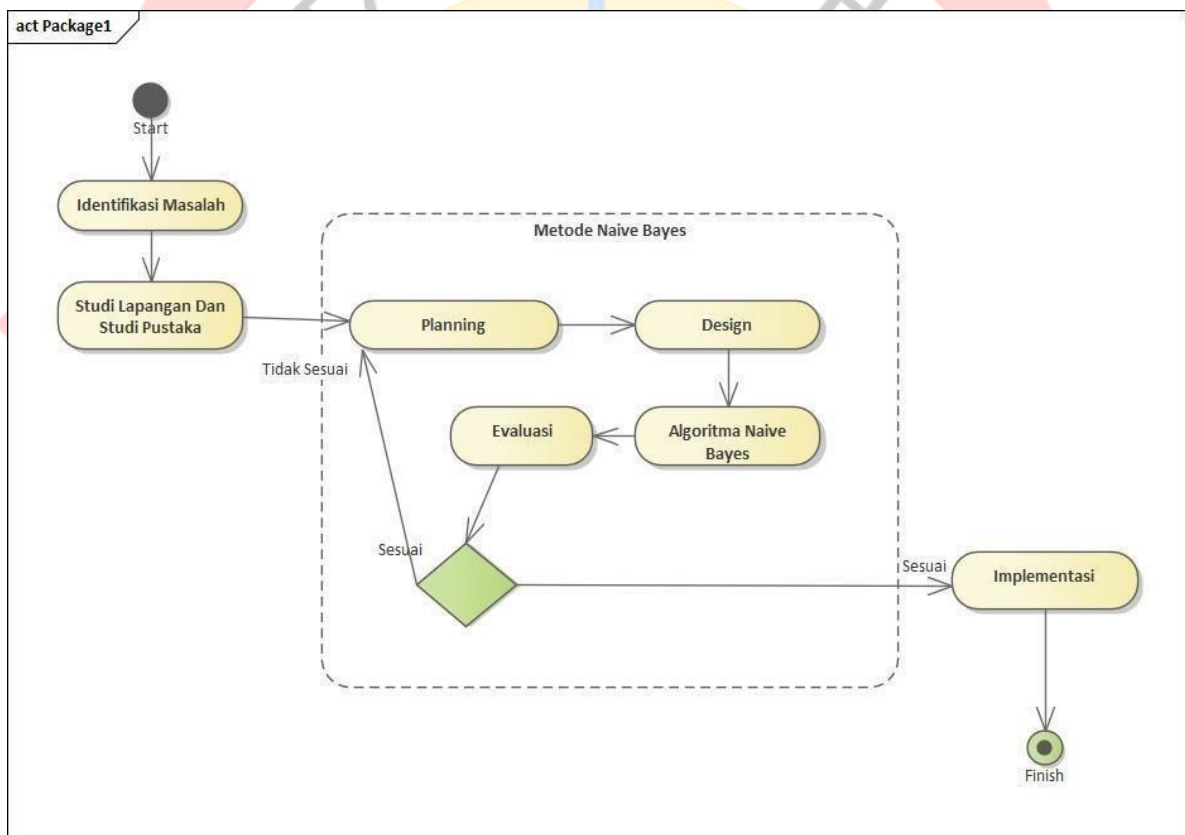 act Package1
Start
Identifikasi Masalah
Studi Lapangan Dan
Studi Pustaka
Metode Naive Bayes
Planning
Design
Tidak Sesuai
Evaluasi
Algoritma Naive
Bayes
Sesuai
Sesuai
Implementasi
Finish